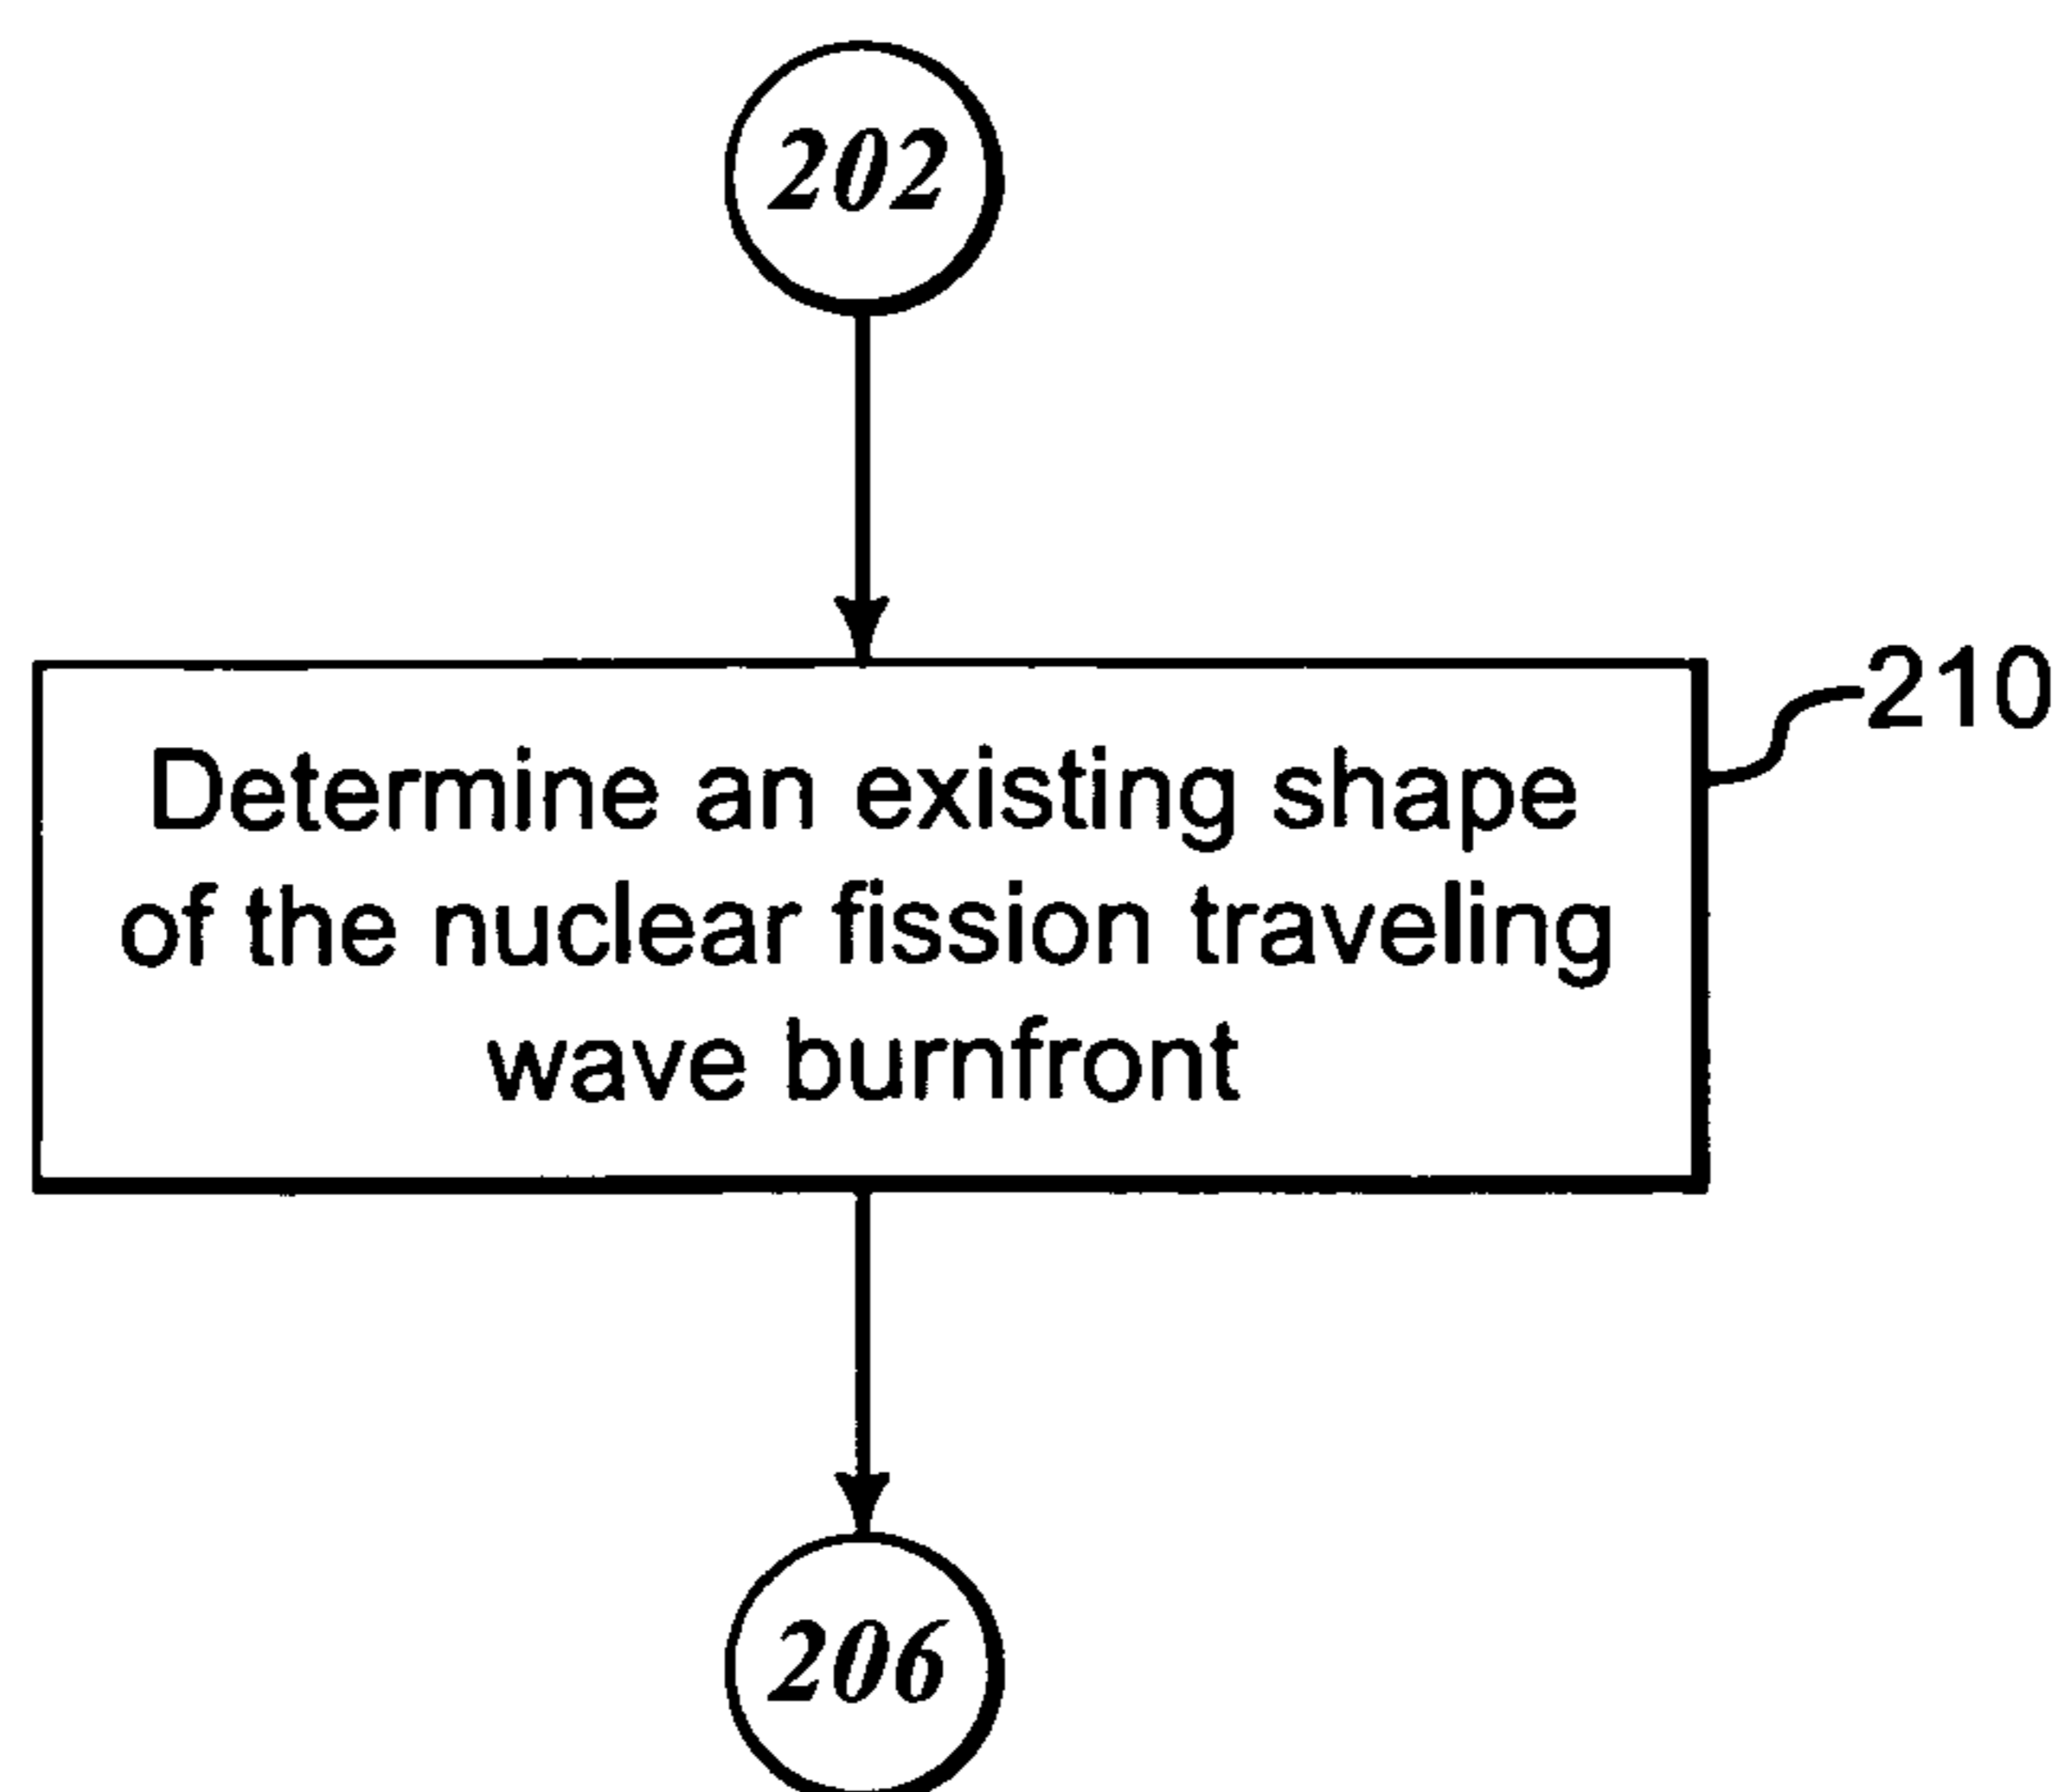 202
210
Determine an existing shape
of the nuclear fission traveling
wave burnfront
206